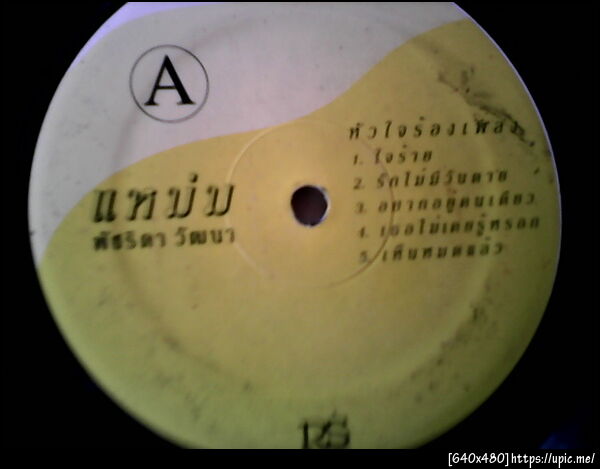 A
หัวใจร้องเพลง
1. ใจร้าย
2. รักไม่มีวันตาย
3. อยากอยู่คนเดียว
4. เธอไม่เคยรู้หรอก
5. เห็นหมดแล้ว
แหม่ม
พัชริดา วัฒนา
RS
[640x480]https://upic.me/